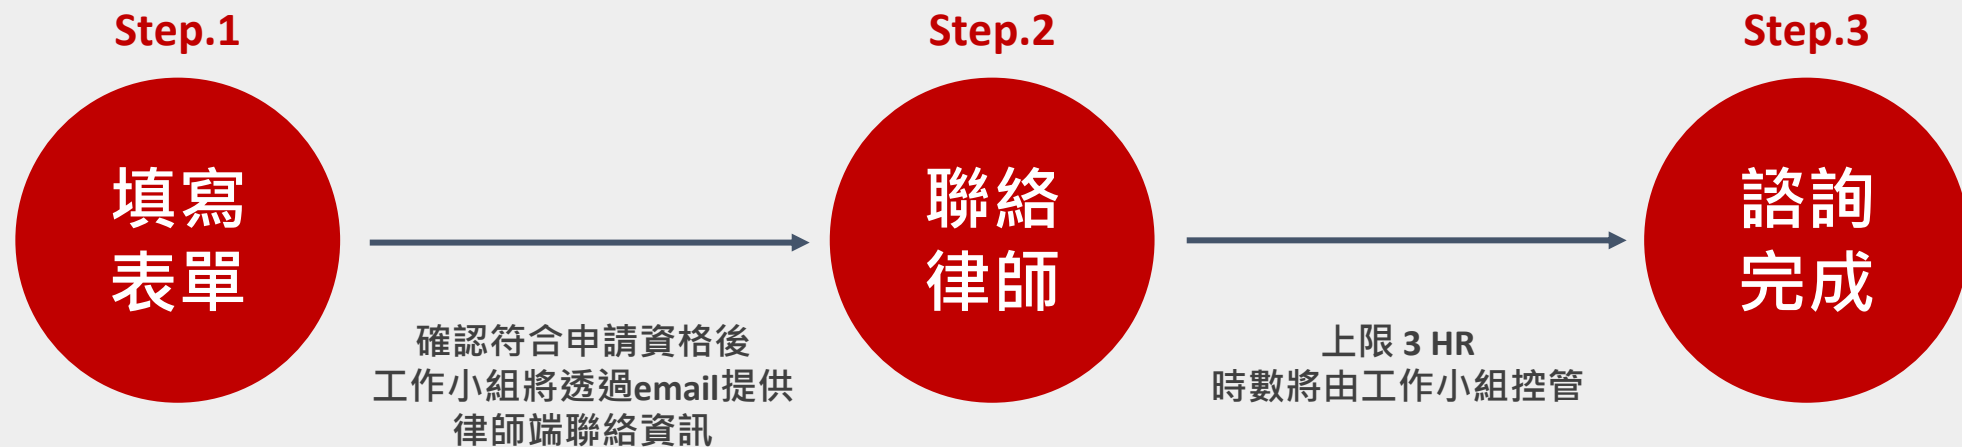 Step.1
填寫
表單
確認符合申請資格後
工作小組將透過email提供
律師端聯絡資訊
Step.2
聯絡
律師
上限 3 HR
時數將由工作小組控管
Step.3
諮詢
完成